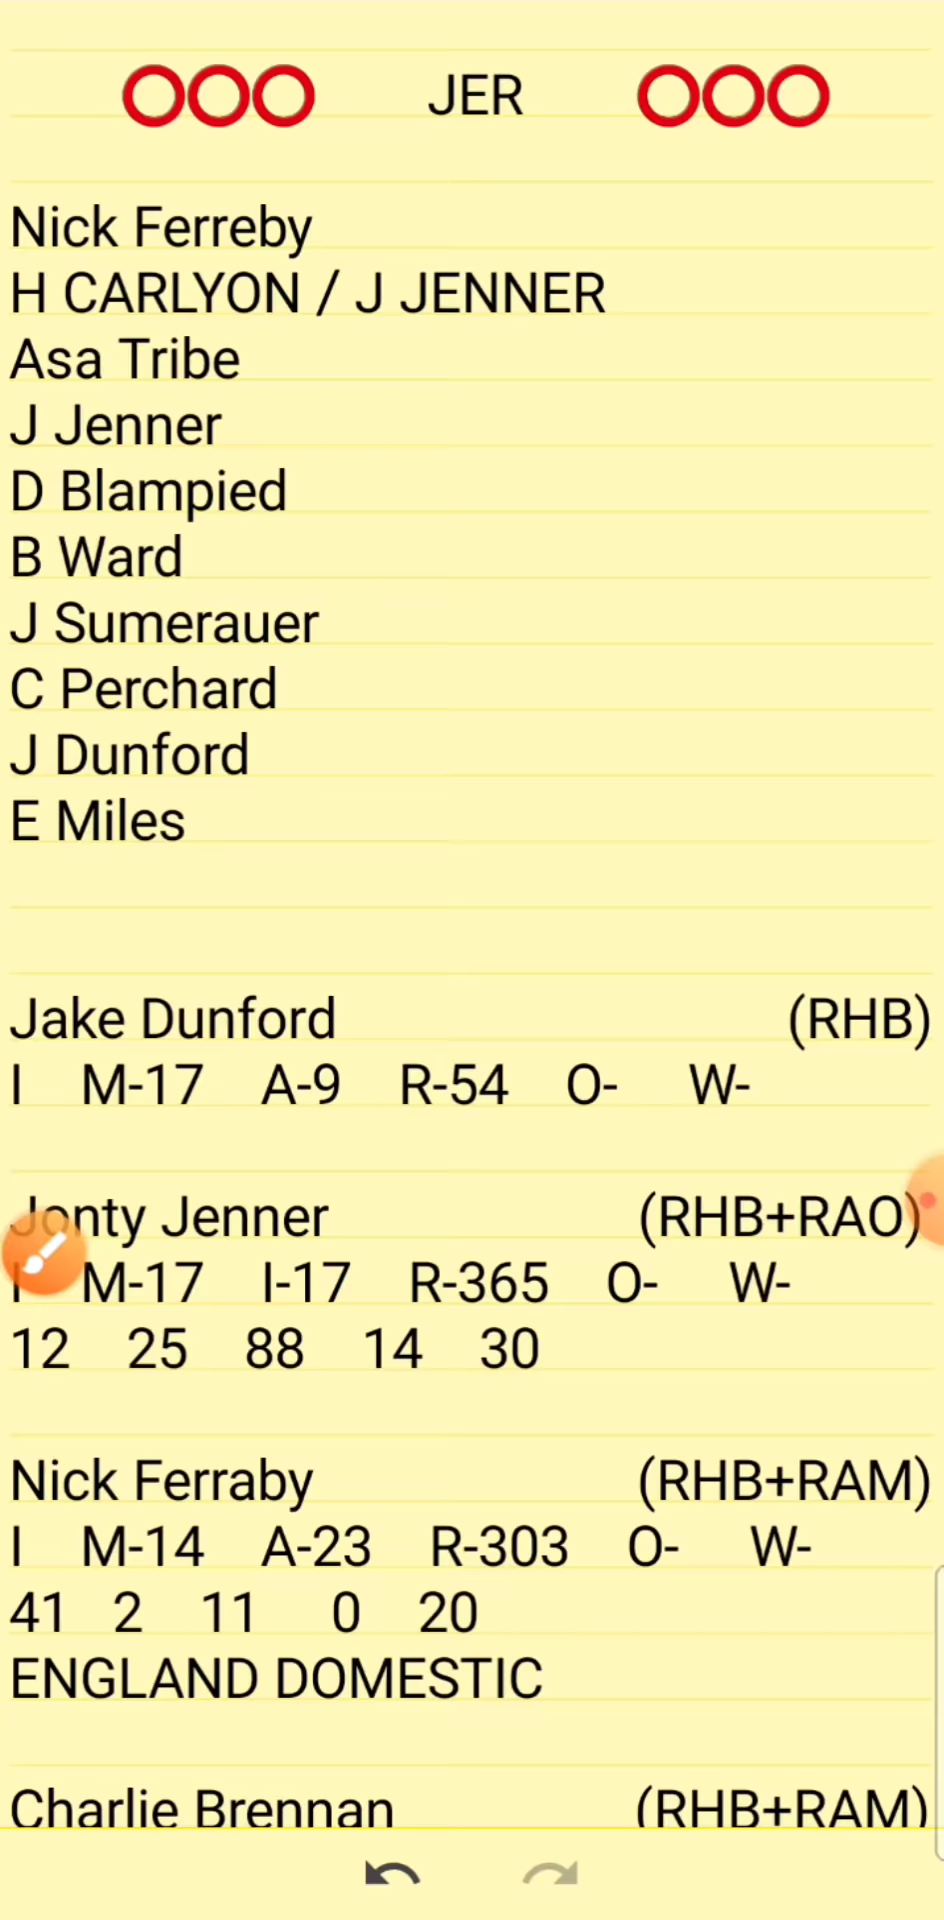 ⭕⭕⭕ JER ⭕⭕⭕
Nick Ferreby
H CARLYON / J JENNER
Asa Tribe
J Jenner
D Blampied
B Ward
J Sumerauer
C Perchard
J Dunford
E Miles
Jake Dunford (RHB)
I M-17 A-9 R-54 O- W-
Jonty Jenner (RHB+RAO)
I M-17 I-17 R-365 O- W-
12 25 88 14 30
Nick Ferraby (RHB+RAM)
I M-14 A-23 R-303 O- W-
41 2 11 0 20
ENGLAND DOMESTIC
Charlie Brennan (RHB+RAM)